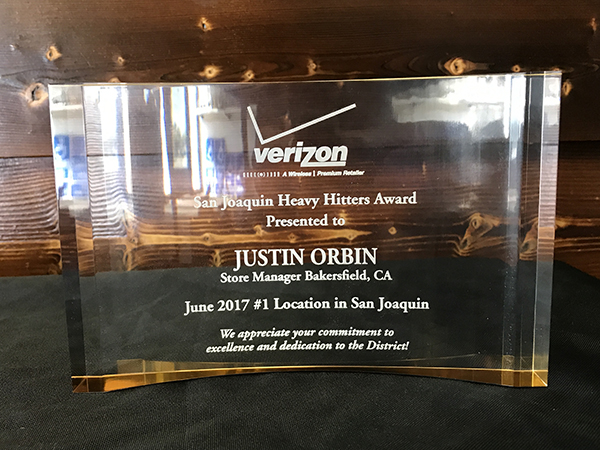 verizon
((((•)))) A Wireless | Premium Retailer
San Joaquin Heavy Hitters Award
Presented to
JUSTIN ORBIN
Store Manager Bakersfield, CA
June 2017 #1 Location in San Joaquin
We appreciate your commitment to
excellence and dedication to the District!